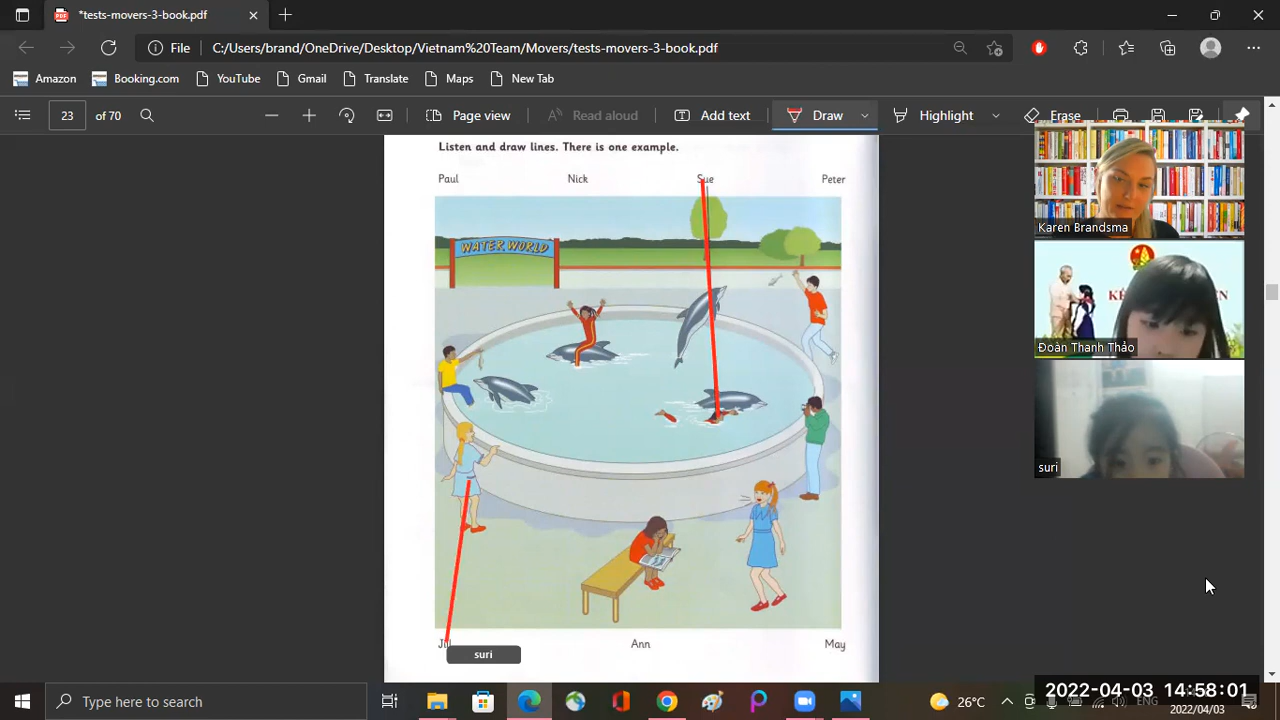 *tests-movers-3-book.pdf
File C:/Users/brand/OneDrive/Desktop/Vietnam%20Team/Movers/tests-movers-3-book.pdf
Amazon Booking.com YouTube Gmail Translate Maps New Tab
23 of 70 Page view Read aloud Add text Draw Highlight Erase
Listen and draw lines. There is one example.
Paul Nick Sue Peter
WATER WORLD
Jill Ann May
suri
Karen Brandsma
Đoàn Thanh Thảo
suri
Type here to search
26°C ENG
2022-04-03 14:58:01
2022/04/03